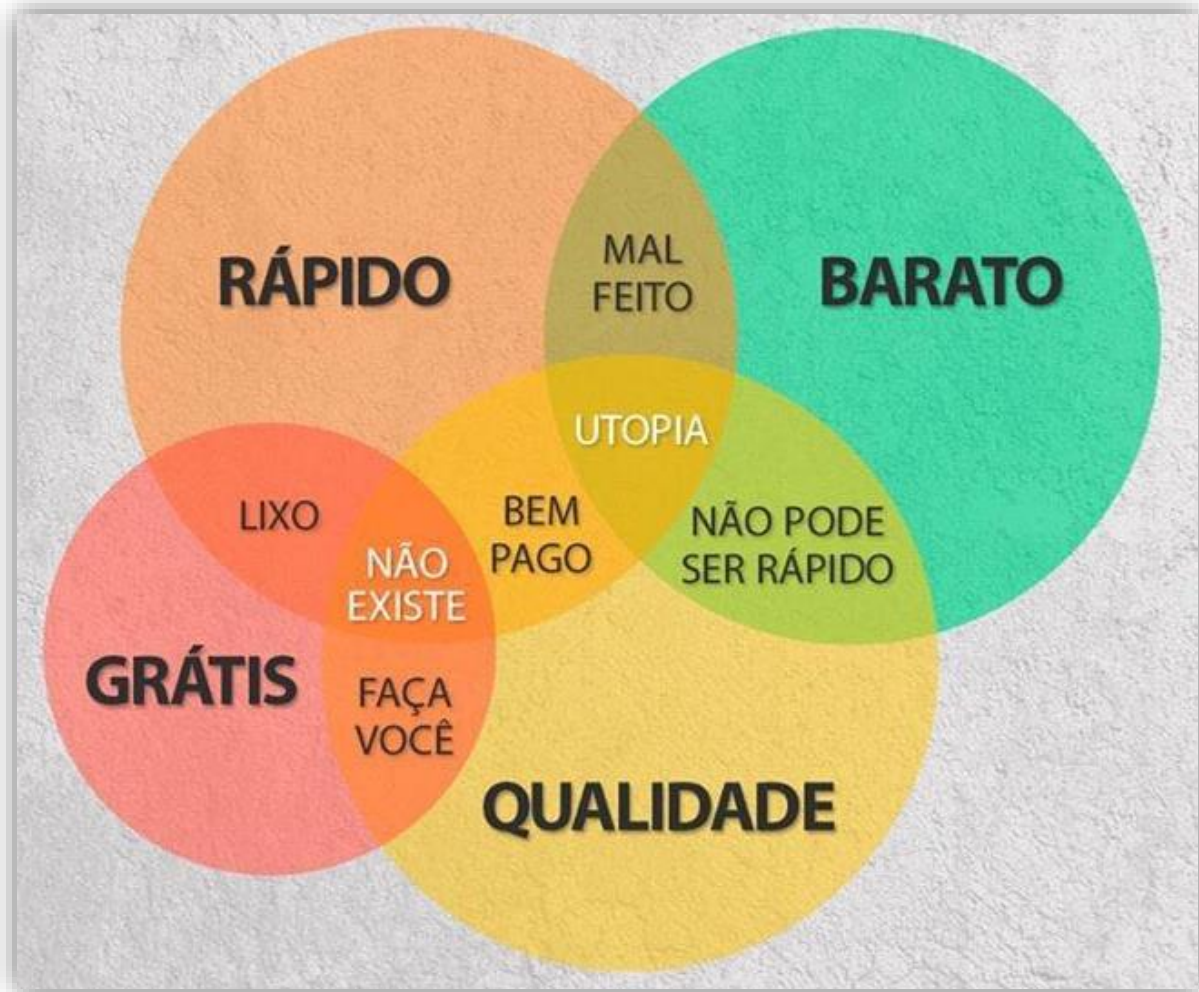 RÁPIDO
MAL
FEITO
BARATO
UTOPIA
LIXO
BEM
PAGO
NÃO PODE
SER RÁPIDO
NÃO
EXISTE
GRÁTIS
FAÇA
VOCÊ
QUALIDADE